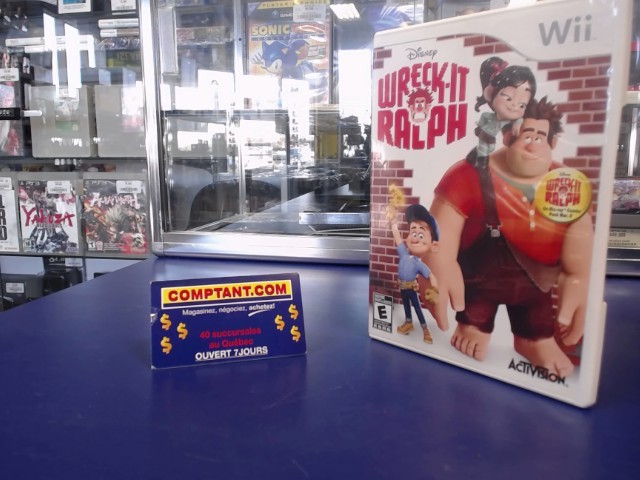 SONIC
YAKUZA
Wii
Disney
WRECK-IT
RALPH
Disney
WRECK-IT
RALPH
E
ACTIVISION
COMPTANT.COM
Magasinez, négociez, achetez!
40 succursales
au Québec
OUVERT 7JOURS